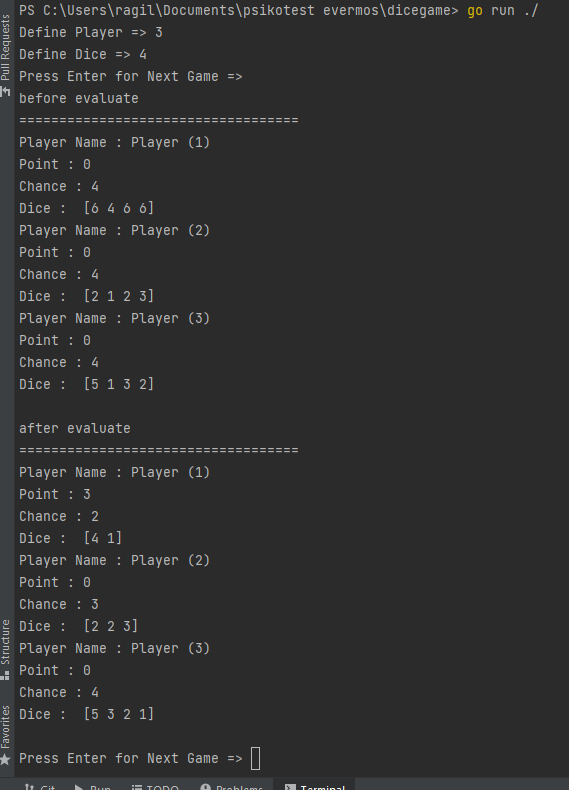 Pull Requests
Structure
Favorites
PS C:\Users\ragil\Documents\psikotest evermos\dicegame> go run ./
Define Player => 3
Define Dice => 4
Press Enter for Next Game =>
before evaluate
===================================
Player Name : Player (1)
Point : 0
Chance : 4
Dice :  [6 4 6 6]
Player Name : Player (2)
Point : 0
Chance : 4
Dice :  [2 1 2 3]
Player Name : Player (3)
Point : 0
Chance : 4
Dice :  [5 1 3 2]
after evaluate
===================================
Player Name : Player (1)
Point : 3
Chance : 2
Dice :  [4 1]
Player Name : Player (2)
Point : 0
Chance : 3
Dice :  [2 2 3]
Player Name : Player (3)
Point : 0
Chance : 4
Dice :  [5 3 2 1]
Press Enter for Next Game =>
Git Run TODO Problems Terminal